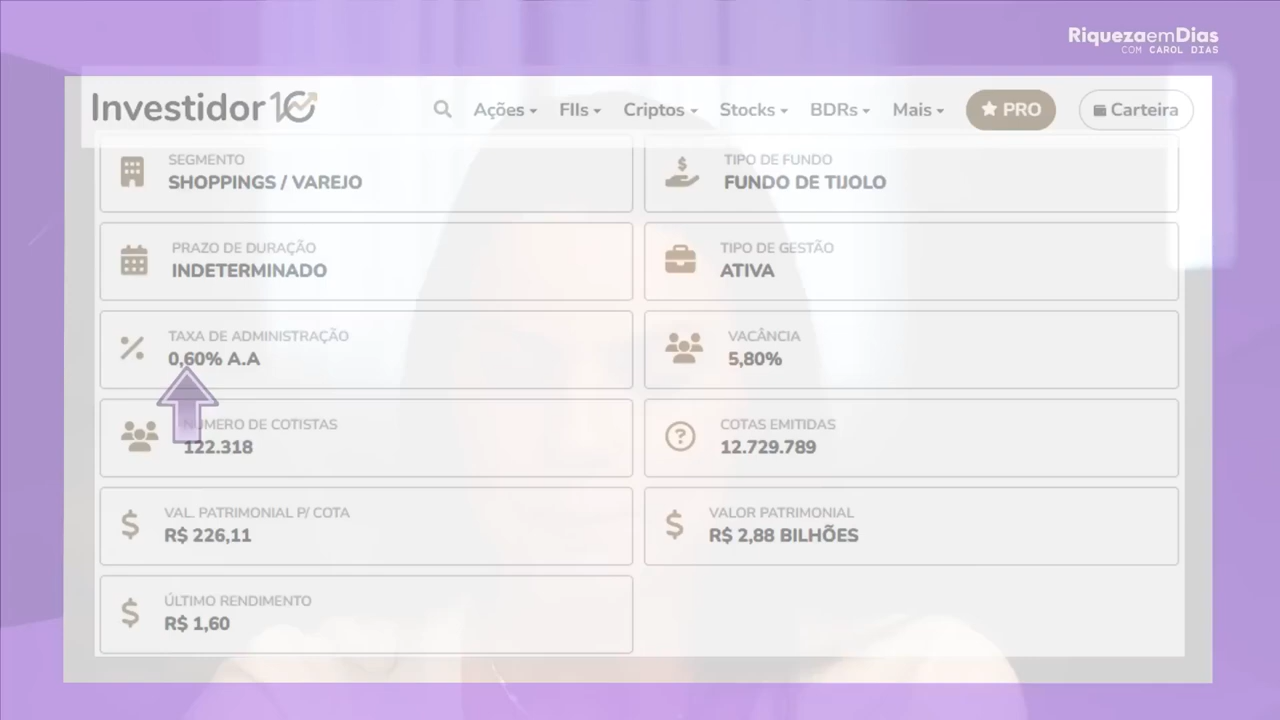 RiquezaemDias
COM CAROL DIAS
Investidor 10
Ações
FIIs
Criptos
Stocks
BDRs
Mais
PRO
Carteira
SEGMENTO
SHOPPINGS / VAREJO
TIPO DE FUNDO
FUNDO DE TIJOLO
PRAZO DE DURAÇÃO
INDETERMINADO
TIPO DE GESTÃO
ATIVA
TAXA DE ADMINISTRAÇÃO
0,60% A.A
VACÂNCIA
5,80%
NUMERO DE COTISTAS
122.318
COTAS EMITIDAS
12.729.789
VAL. PATRIMONIAL P/ COTA
R$ 226,11
VALOR PATRIMONIAL
R$ 2,88 BILHÕES
ÚLTIMO RENDIMENTO
R$ 1,60